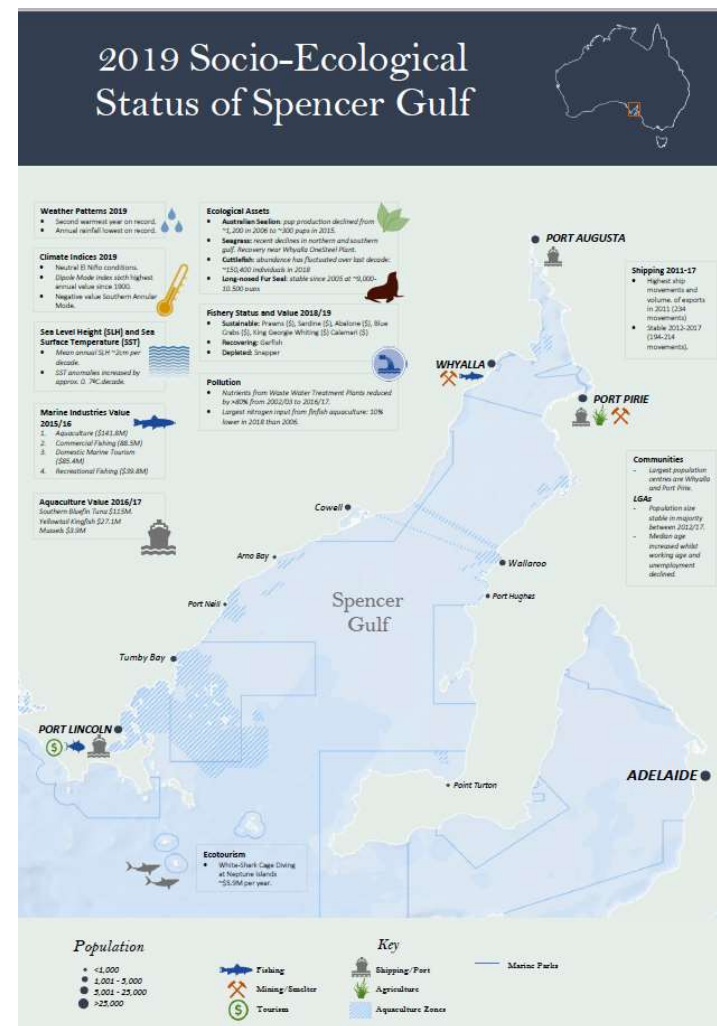 2019 Socio-Ecological
Status of Spencer Gulf
Weather Patterns 2019
▪ Second warmest year on record.
▪ Annual rainfall lowest on record.
Climate Indices 2019
▪ Neutral El Niño conditions.
▪ Dipole Mode index sixth highest
annual value since 1900.
▪ Negative value Southern Annular
Mode.
Sea Level Height (SLH) and Sea
Surface Temperature (SST)
▪ Mean annual SLH ~2cm per
decade.
▪ SST anomalies increased by
approx. 0. 7ºC.decade.
Marine Industries Value
2015/16
1. Aquaculture ($141.8M)
2. Commercial Fishing (88.5M)
3. Domestic Marine Tourism
($85.4M)
4. Recreational Fishing ($39.8M)
Aquaculture Value 2016/17
Southern Bluefin Tuna $115M.
Yellowtail Kingfish $27.1M
Mussels $3.9M
Ecological Assets
▪ Australian Sealion: pup production declined from
~1,200 in 2006 to ~300 pups in 2015.
▪ Seagrass: recent declines in northern and southern
gulf. Recovery near Whyalla OneSteel Plant.
▪ Cuttlefish: abundance has fluctuated over last decade:
~150,400 individuals in 2018
▪ Long-nosed Fur Seal: stable since 2005 at ~9,000-
10.500 pups
Fishery Status and Value 2018/19
▪ Sustainable: Prawns ($), Sardine ($), Abalone ($), Blue
Crabs ($), King Georgie Whiting ($) Calamari ($)
▪ Recovering: Garfish
▪ Depleted: Snapper
Pollution
▪ Nutrients from Waste Water Treatment Plants reduced
by >80% from 2002/03 to 2016/17.
▪ Largest nitrogen input from finfish aquaculture: 10%
lower in 2018 than 2006.
Shipping 2011-17
▪ Highest ship
movements and
volume. of exports
in 2011 (234
movements)
▪ Stable 2012-2017
(194-214
movements).
Communities
- Largest population
centres are Whyalla
and Port Pirie.
LGAs
- Population size
stable in majority
between 2012/17.
- Median age
increased whilst
working age and
unemployment
declined.
PORT AUGUSTA
WHYALLA
PORT PIRIE
Cowell
Arno Bay
Wallaroo
Port Neill
Port Hughes
Spencer
Gulf
Tumby Bay
PORT LINCOLN
$
ADELAIDE
Point Turton
Ecotourism
▪ White-Shark Cage Diving
at Neptune Islands
~$5.9M per year.
Population
<1,000
1,001 - 5,000
5,001 - 25,000
>25,000
Key
Fishing
Mining/Smelter
$ Tourism
Shipping/Port
Agriculture
Aquaculture Zones
Marine Parks